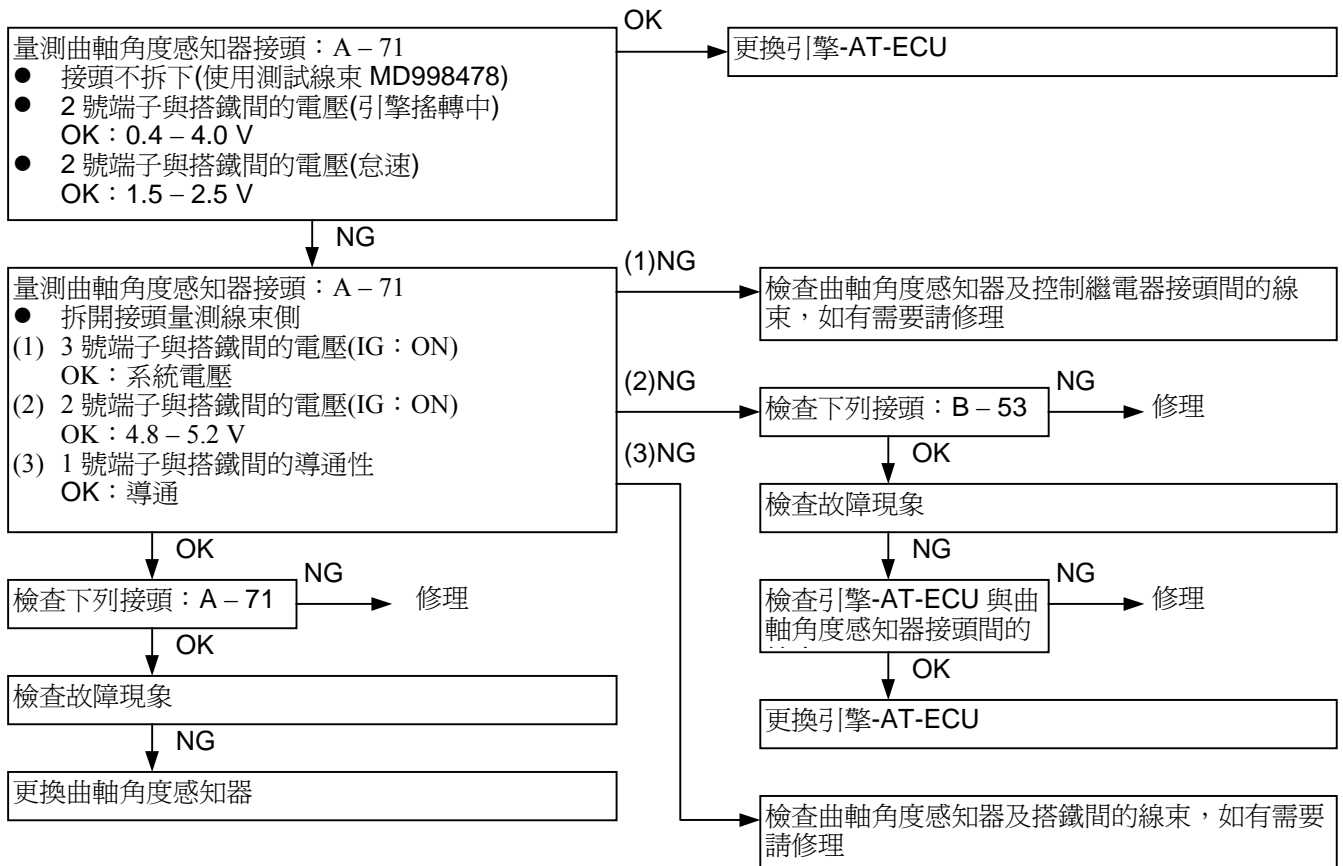 量測曲軸角度感知器接頭：A – 71
● 接頭不拆下(使用測試線束 MD998478)
● 2 號端子與搭鐵間的電壓(引擎搖轉中)
OK：0.4 – 4.0 V
● 2 號端子與搭鐵間的電壓(怠速)
OK：1.5 – 2.5 V
OK
更換引擎-AT-ECU
NG
量測曲軸角度感知器接頭：A – 71
● 拆開接頭量測線束側
(1) 3 號端子與搭鐵間的電壓(IG：ON)
OK：系統電壓
(2) 2 號端子與搭鐵間的電壓(IG：ON)
OK：4.8 – 5.2 V
(3) 1 號端子與搭鐵間的導通性
OK：導通
(1)NG
檢查曲軸角度感知器及控制繼電器接頭間的線
束，如有需要請修理
(2)NG
檢查下列接頭：B – 53
NG
修理
OK
檢查故障現象
NG
檢查引擎-AT-ECU 與曲
軸角度感知器接頭間的
NG
修理
OK
更換引擎-AT-ECU
(3)NG
檢查曲軸角度感知器及搭鐵間的線束，如有需要
請修理
OK
檢查下列接頭：A – 71
NG
修理
OK
檢查故障現象
NG
更換曲軸角度感知器